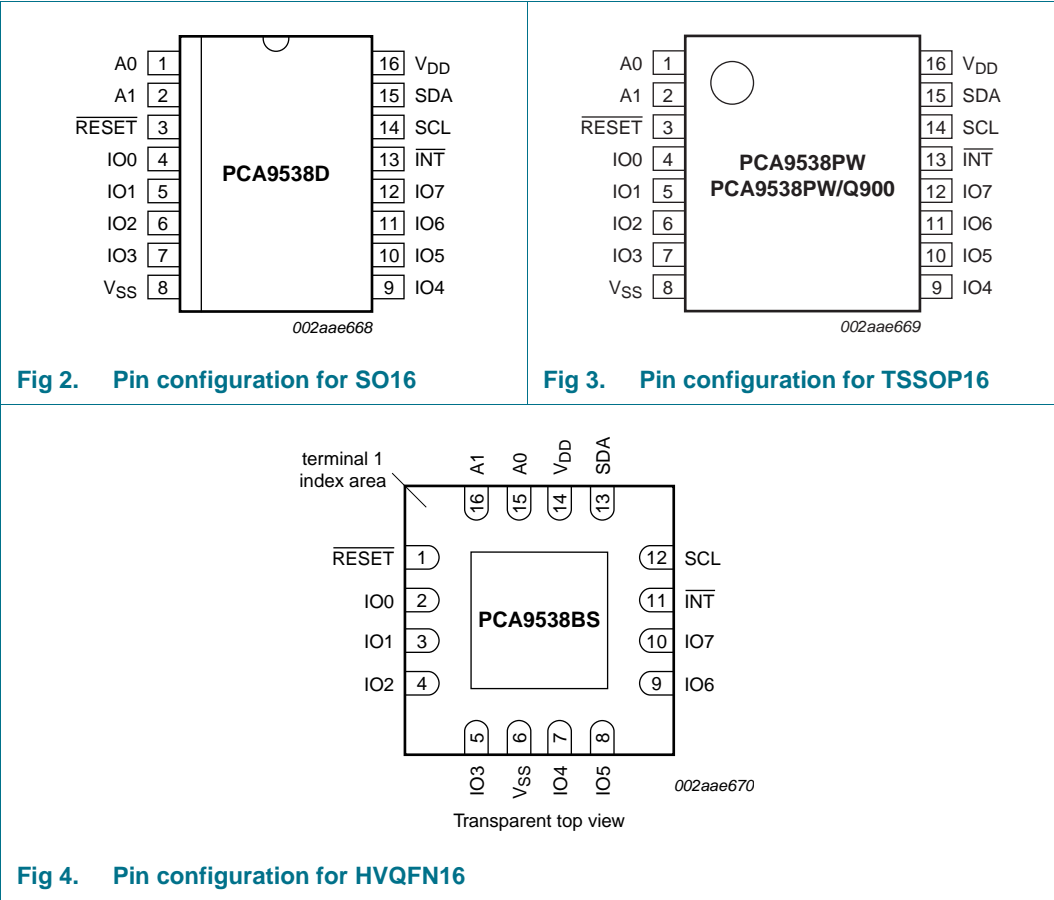 A0 1 16 VDD
A1 2 15 SDA
RESET 3 14 SCL
IO0 4 13 INT
IO1 5 PCA9538D 12 IO7
IO2 6 11 IO6
IO3 7 10 IO5
VSS 8 9 IO4
002aae668
Fig 2. Pin configuration for SO16
A0 1 16 VDD
A1 2 15 SDA
RESET 3 14 SCL
IO0 4 PCA9538PW 13 INT
IO1 5 PCA9538PW/Q900 12 IO7
IO2 6 11 IO6
IO3 7 10 IO5
VSS 8 9 IO4
002aae669
Fig 3. Pin configuration for TSSOP16
terminal 1
index area
A1 A0 VDD SDA
16 15 14 13
RESET 1 12 SCL
IO0 2 11 INT
PCA9538BS
IO1 3 10 IO7
IO2 4 9 IO6
5 6 7 8
IO3 VSS IO4 IO5
002aae670
Transparent top view
Fig 4. Pin configuration for HVQFN16